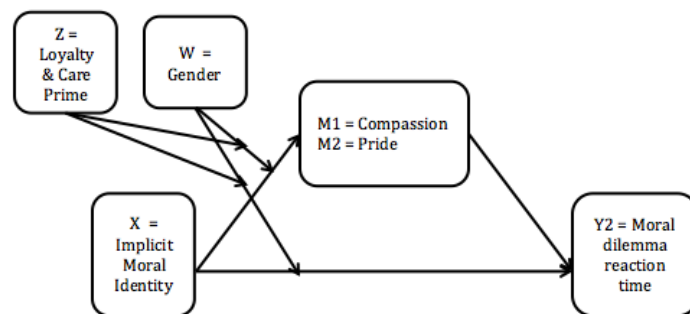 Z =
Loyalty
& Care
Prime
W =
Gender
M1 = Compassion
M2 = Pride
X =
Implicit
Moral
Identity
Y2 = Moral
dilemma
reaction
time